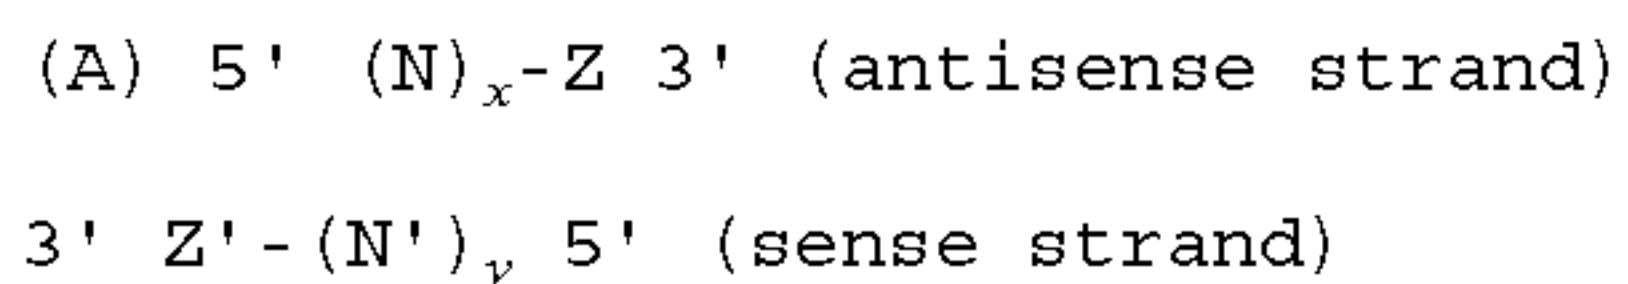 (A) 5' (N)x-Z 3' (antisense strand)
3' Z'-(N')y 5' (sense strand)